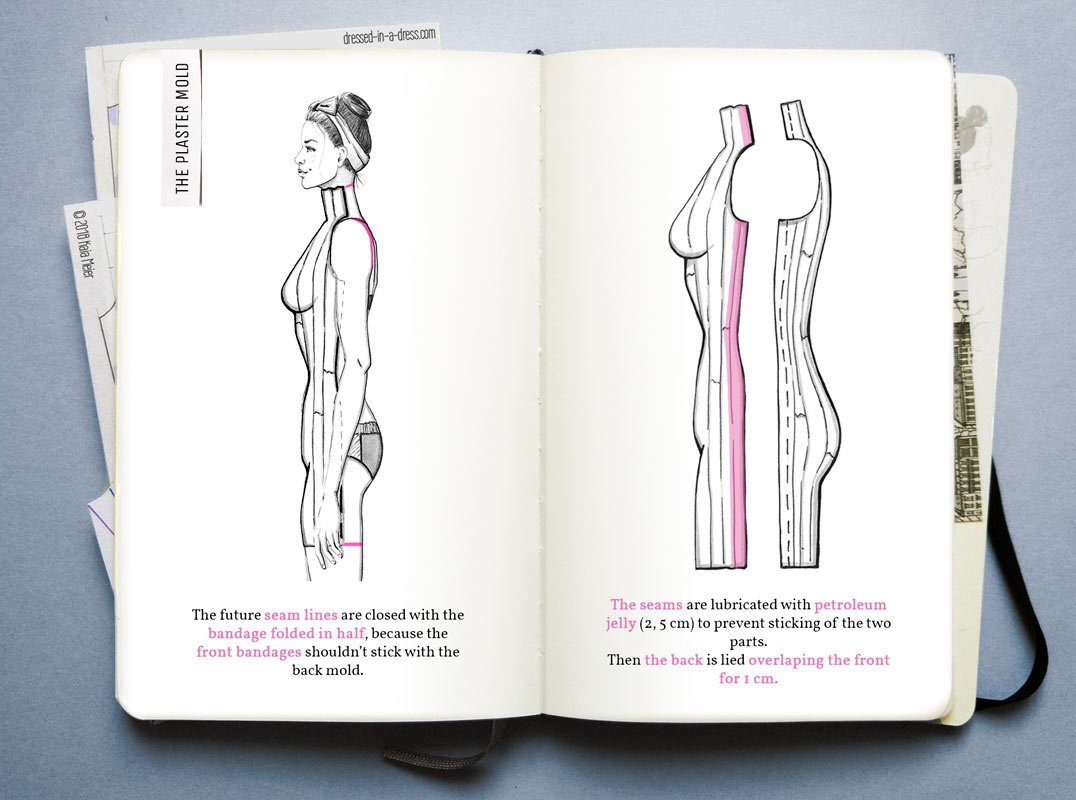 dressed-in-a-dress.com
THE PLASTER MOLD
© 2018 Kaia Meier
The future seam lines are closed with the
bandage folded in half, because the
front bandages shouldn't stick with the
back mold.
The seams are lubricated with petroleum
jelly (2, 5 cm) to prevent sticking of the two
parts.
Then the back is lied overlaping the front
for 1 cm.